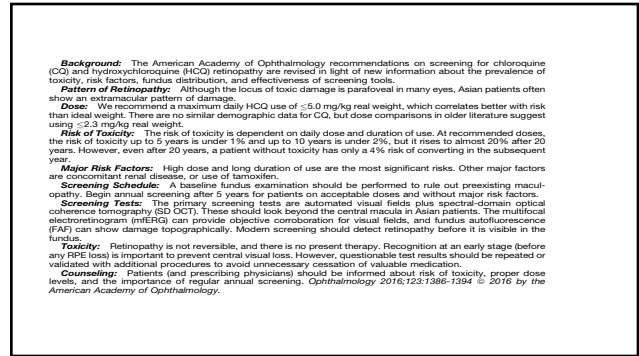 Background: The American Academy of Ophthalmology recommendations on screening for chloroquine
(CQ) and hydroxychloroquine (HCQ) retinopathy are revised in light of new information about the prevalence of
toxicity, risk factors, fundus distribution, and effectiveness of screening tools.
Pattern of Retinopathy: Although the locus of toxic damage is parafoveal in many eyes, Asian patients often
show an extramacular pattern of damage.
Dose: We recommend a maximum daily HCQ use of ≤5.0 mg/kg real weight, which correlates better with risk
than ideal weight. There are no similar demographic data for CQ, but dose comparisons in older literature suggest
using ≤2.3 mg/kg real weight.
Risk of Toxicity: The risk of toxicity is dependent on daily dose and duration of use. At recommended doses,
the risk of toxicity up to 5 years is under 1% and up to 10 years is under 2%, but it rises to almost 20% after 20
years. However, even after 20 years, a patient without toxicity has only a 4% risk of converting in the subsequent
year.
Major Risk Factors: High dose and long duration of use are the most significant risks. Other major factors
are concomitant renal disease, or use of tamoxifen.
Screening Schedule: A baseline fundus examination should be performed to rule out preexisting macul-
opathy. Begin annual screening after 5 years for patients on acceptable doses and without major risk factors.
Screening Tests: The primary screening tests are automated visual fields plus spectral-domain optical
coherence tomography (SD OCT). These should look beyond the central macula in Asian patients. The multifocal
electroretinogram (mfERG) can provide objective corroboration for visual fields, and fundus autofluorescence
(FAF) can show damage topographically. Modern screening should detect retinopathy before it is visible in the
fundus.
Toxicity: Retinopathy is not reversible, and there is no present therapy. Recognition at an early stage (before
any RPE loss) is important to prevent central visual loss. However, questionable test results should be repeated or
validated with additional procedures to avoid unnecessary cessation of valuable medication.
Counseling: Patients (and prescribing physicians) should be informed about risk of toxicity, proper dose
levels, and the importance of regular annual screening. Ophthalmology 2016;123:1386-1394 © 2016 by the
American Academy of Ophthalmology.